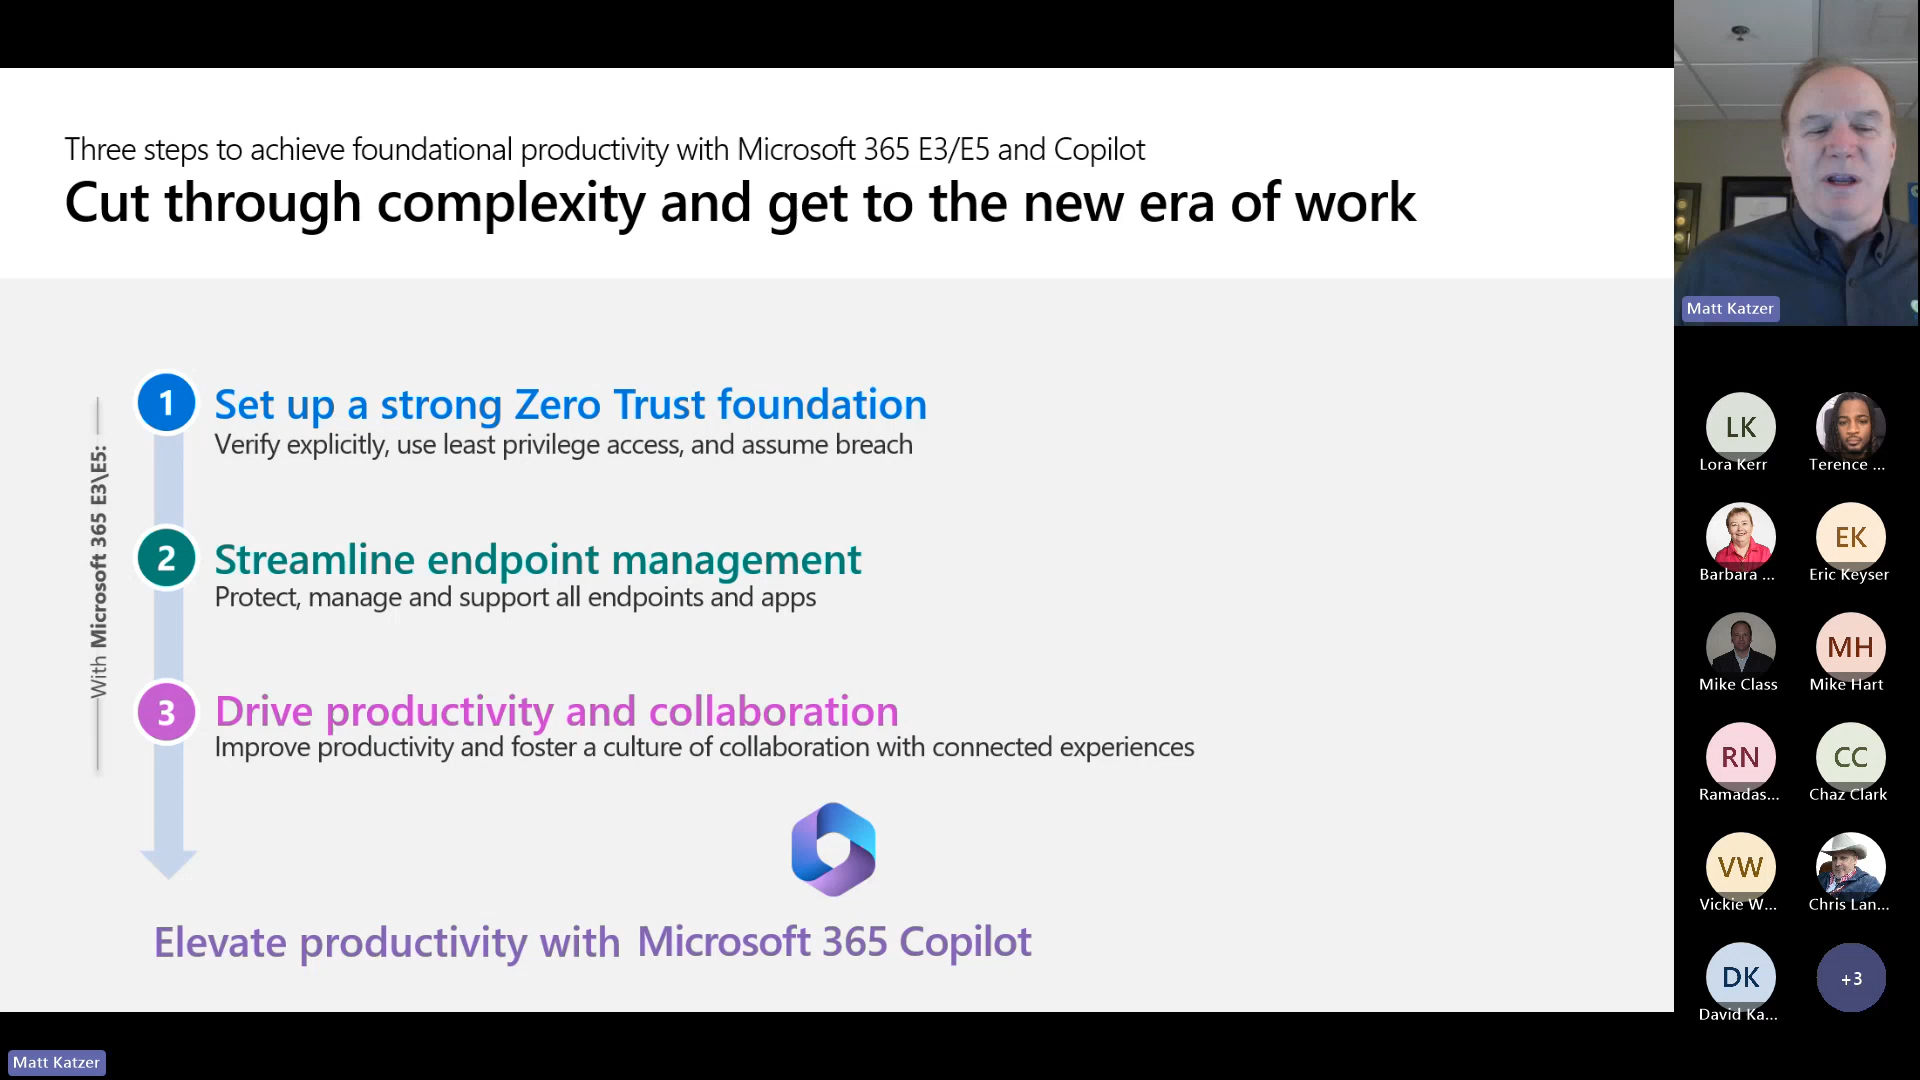 Three steps to achieve foundational productivity with Microsoft 365 E3/E5 and Copilot
Cut through complexity and get to the new era of work
With Microsoft 365 E3\E5:
1
Set up a strong Zero Trust foundation
Verify explicitly, use least privilege access, and assume breach
2
Streamline endpoint management
Protect, manage and support all endpoints and apps
3
Drive productivity and collaboration
Improve productivity and foster a culture of collaboration with connected experiences
Elevate productivity with Microsoft 365 Copilot
Matt Katzer
Matt Katzer
LK
Lora Kerr
Terence ...
Barbara ...
EK
Eric Keyser
Mike Class
MH
Mike Hart
RN
Ramadas...
CC
Chaz Clark
VW
Vickie W...
Chris Lan...
DK
David Ka...
+3